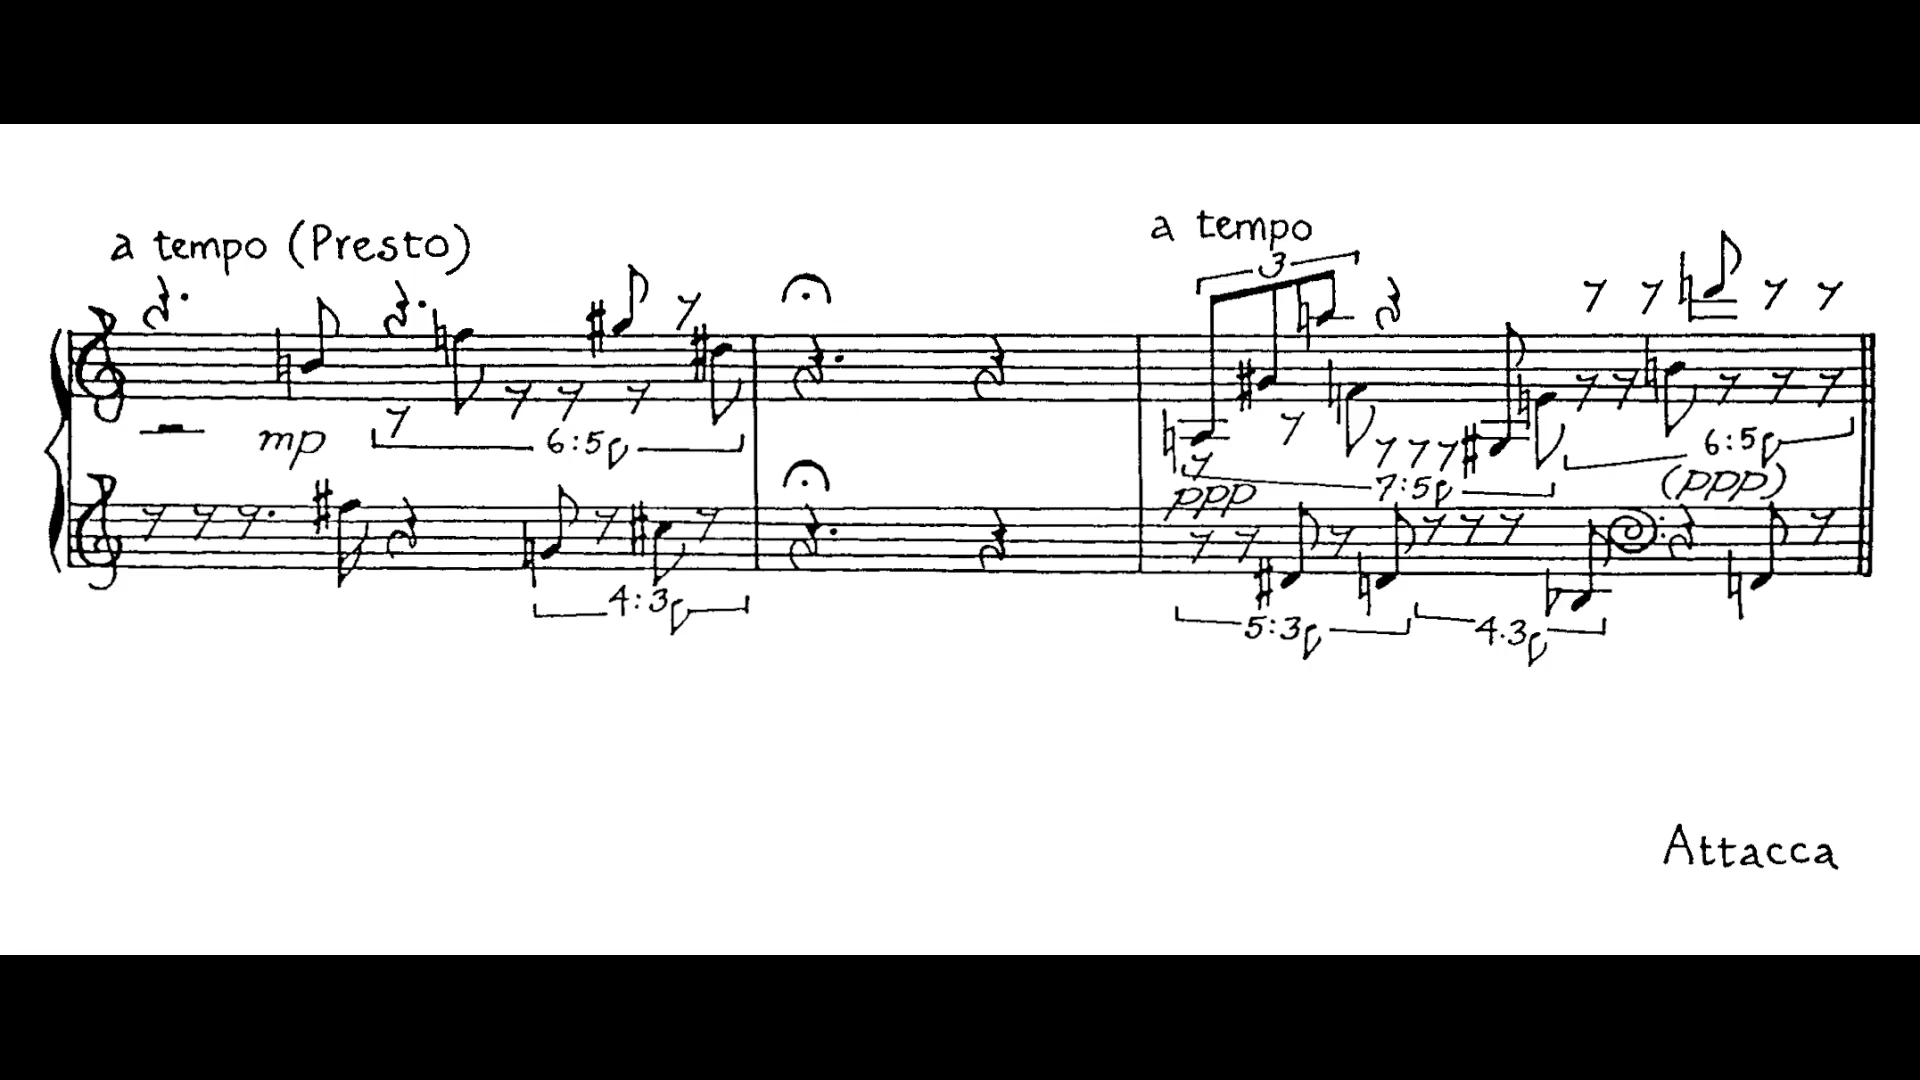 a tempo (Presto)
a tempo
3
mp
6:5
6:5
7:5
ppp
(ppp)
4:3
5:3
4:3
Attacca